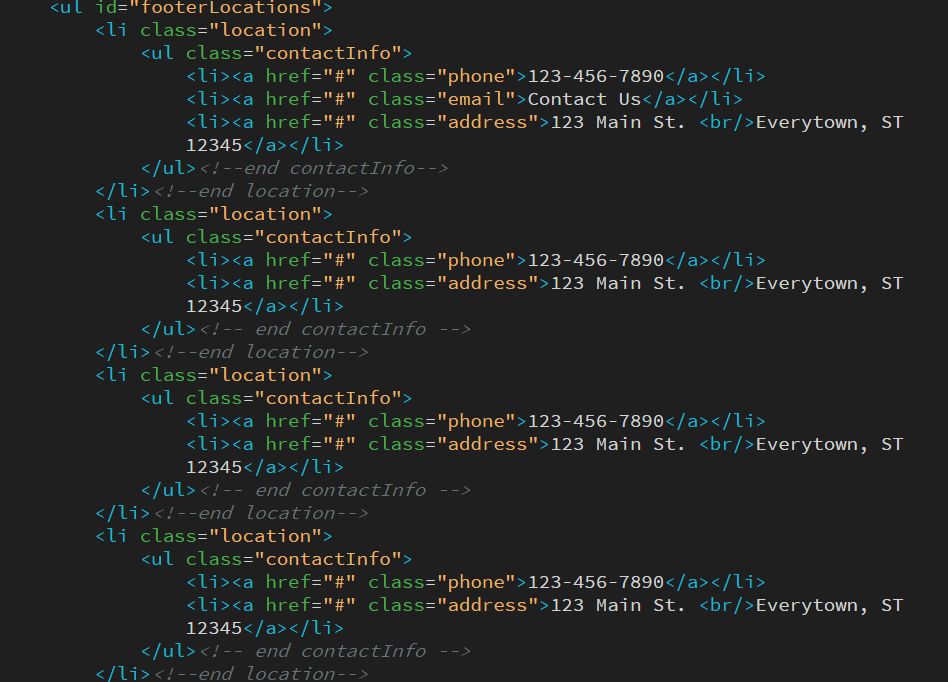 <ul id="footerLocations">
<li class="location">
<ul class="contactInfo">
<li><a href="#" class="phone">123-456-7890</a></li>
<li><a href="#" class="email">Contact Us</a></li>
<li><a href="#" class="address">123 Main St. <br/>Everytown, ST
12345</a></li>
</ul><!--end contactInfo-->
</li><!--end location-->
<li class="location">
<ul class="contactInfo">
<li><a href="#" class="phone">123-456-7890</a></li>
<li><a href="#" class="address">123 Main St. <br/>Everytown, ST
12345</a></li>
</ul><!-- end contactInfo -->
</li><!--end location-->
<li class="location">
<ul class="contactInfo">
<li><a href="#" class="phone">123-456-7890</a></li>
<li><a href="#" class="address">123 Main St. <br/>Everytown, ST
12345</a></li>
</ul><!-- end contactInfo -->
</li><!--end location-->
<li class="location">
<ul class="contactInfo">
<li><a href="#" class="phone">123-456-7890</a></li>
<li><a href="#" class="address">123 Main St. <br/>Everytown, ST
12345</a></li>
</ul><!-- end contactInfo -->
</li><!--end location-->